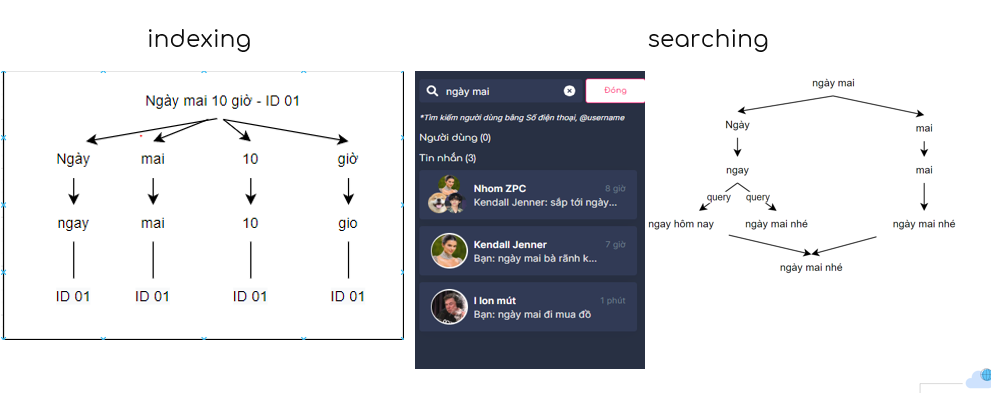 indexing
searching
Ngày mai 10 giờ - ID 01
Ngày mai 10 giờ
ngay mai 10 gio
ID 01 ID 01 ID 01 ID 01
ngày mai
Đóng
*Tìm kiếm người dùng bằng Số điện thoại, @username
Người dùng (0)
Tin nhắn (3)
Nhom ZPC 8 giờ
Kendall Jenner: sắp tới ngày...
Kendall Jenner 7 giờ
Bạn: ngày mai bà rãnh k...
I lon mút 1 phút
Bạn: ngày mai đi mua đồ
ngày mai
Ngày mai
ngay mai
query query
ngay hôm nay ngày mai nhé ngày mai nhé
ngày mai nhé